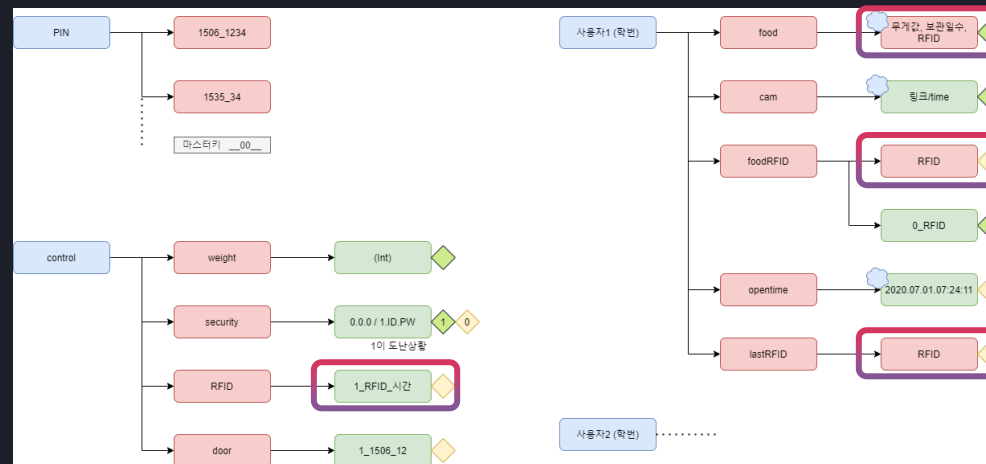 PIN
1506_1234
1535_34
마스터키 __00__
control
weight
(Int)
security
0.0.0 / 1.ID.PW
1
0
1이 도난상황
RFID
1_RFID_시간
door
1_1506_12
사용자1 (학번)
food
무게값, 보관일수,
RFID
cam
링크/time
foodRFID
RFID
0_RFID
opentime
2020.07.01.07:24:11
lastRFID
RFID
사용자2 (학번)